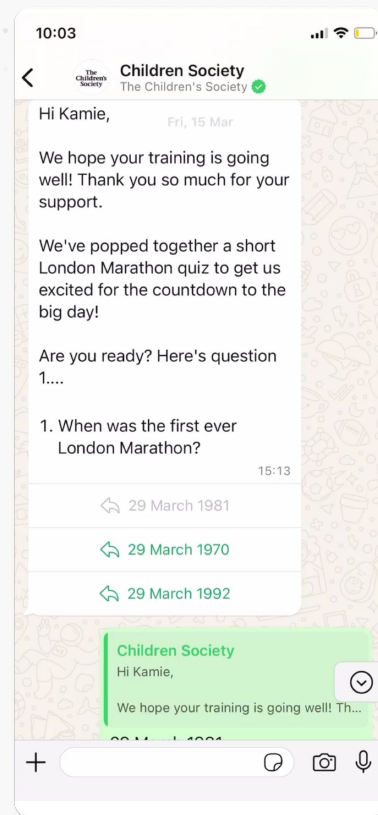 10:03
The
Children's
Society
Children Society
The Children's Society
Hi Kamie,
Fri, 15 Mar
We hope your training is going
well! Thank you so much for your
support.
We've popped together a short
London Marathon quiz to get us
excited for the countdown to the
big day!
Are you ready? Here's question
1....
1. When was the first ever
London Marathon?
15:13
29 March 1981
29 March 1970
29 March 1992
Children Society
Hi Kamie,
We hope your training is going well! Th...
29 March 1981